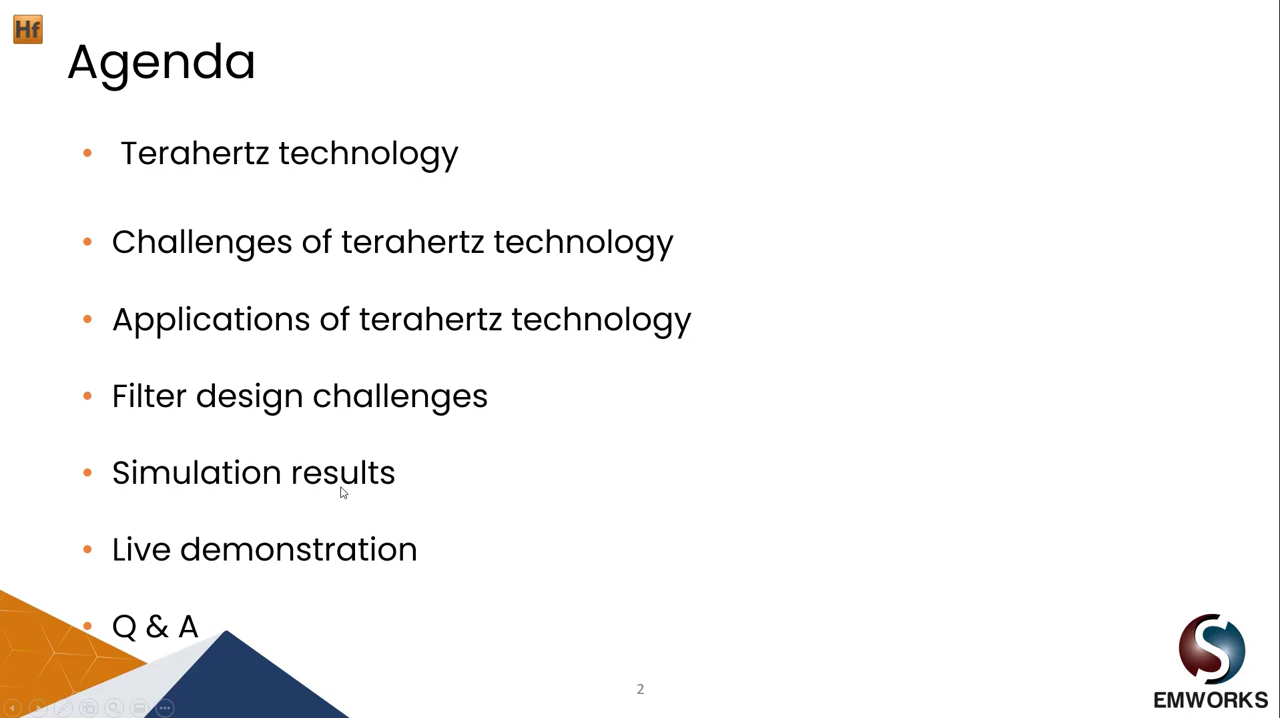 Hf
Agenda
• Terahertz technology
• Challenges of terahertz technology
• Applications of terahertz technology
• Filter design challenges
• Simulation results
• Live demonstration
• Q & A
2
EMWORKS